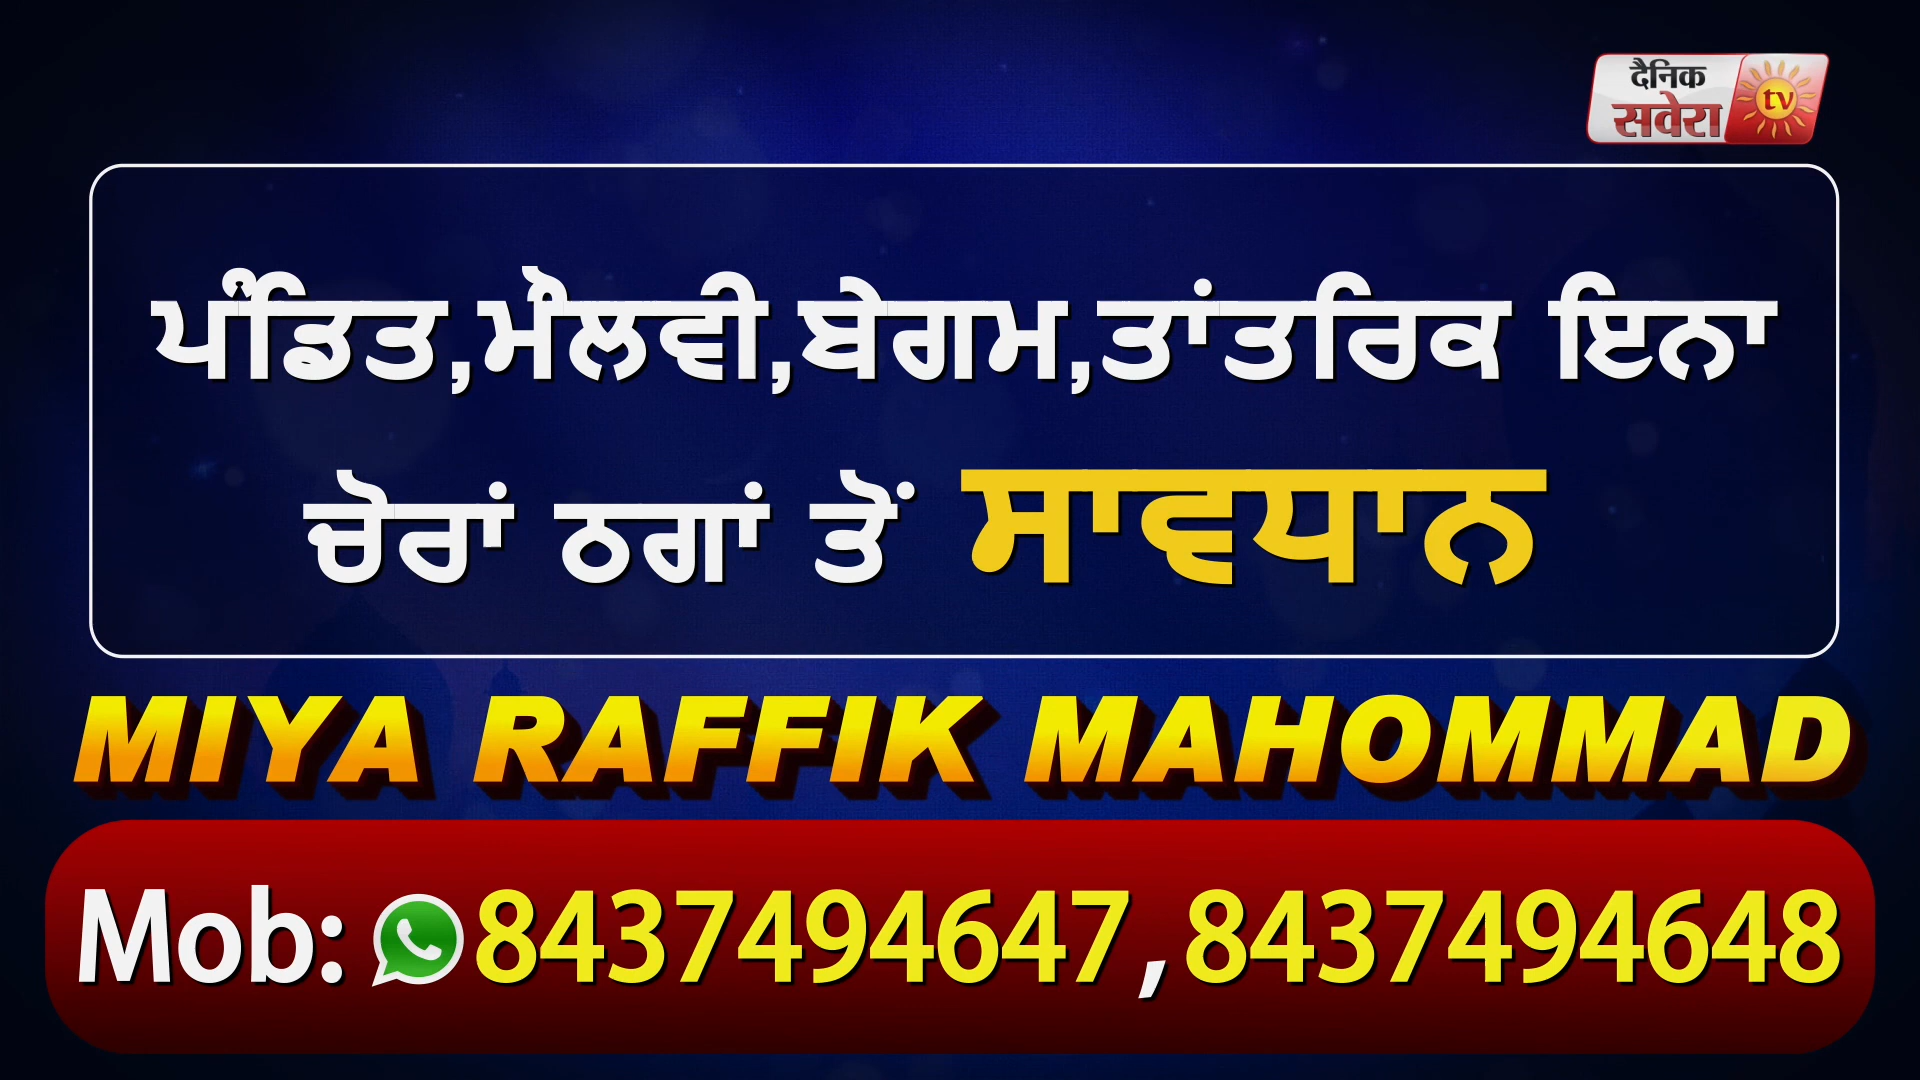 दैनिक
सवेरा tv
ਪੰਡਿਤ,ਮੌਲਵੀ,ਬੇਗਮ,ਤਾਂਤਰਿਕ ਇਨਾ
ਚੋਰਾਂ ਠਗਾਂ ਤੋਂ ਸਾਵਧਾਨ
MIYA RAFFIK MAHOMMAD
Mob: 8437494647, 8437494648